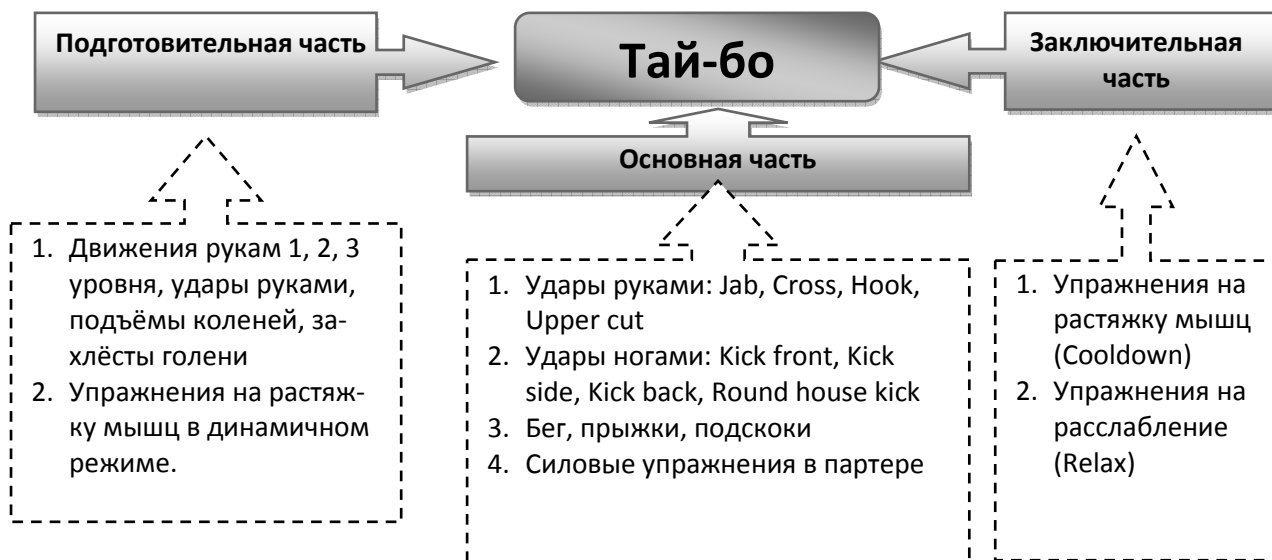 Подготовительная часть
Тай-бо
Заключительная
часть
Основная часть
1. Движения рукам 1, 2, 3
уровня, удары руками,
подъёмы коленей, за-
хлёсты голени
2. Упражнения на растяж-
ку мышц в динамичном
режиме.
1. Удары руками: Jab, Cross, Hook,
Upper cut
2. Удары ногами: Kick front, Kick
side, Kick back, Round house kick
3. Бег, прыжки, подскоки
4. Силовые упражнения в партере
1. Упражнения на
растяжку мышц
(Cooldown)
2. Упражнения на
расслабление
(Relax)